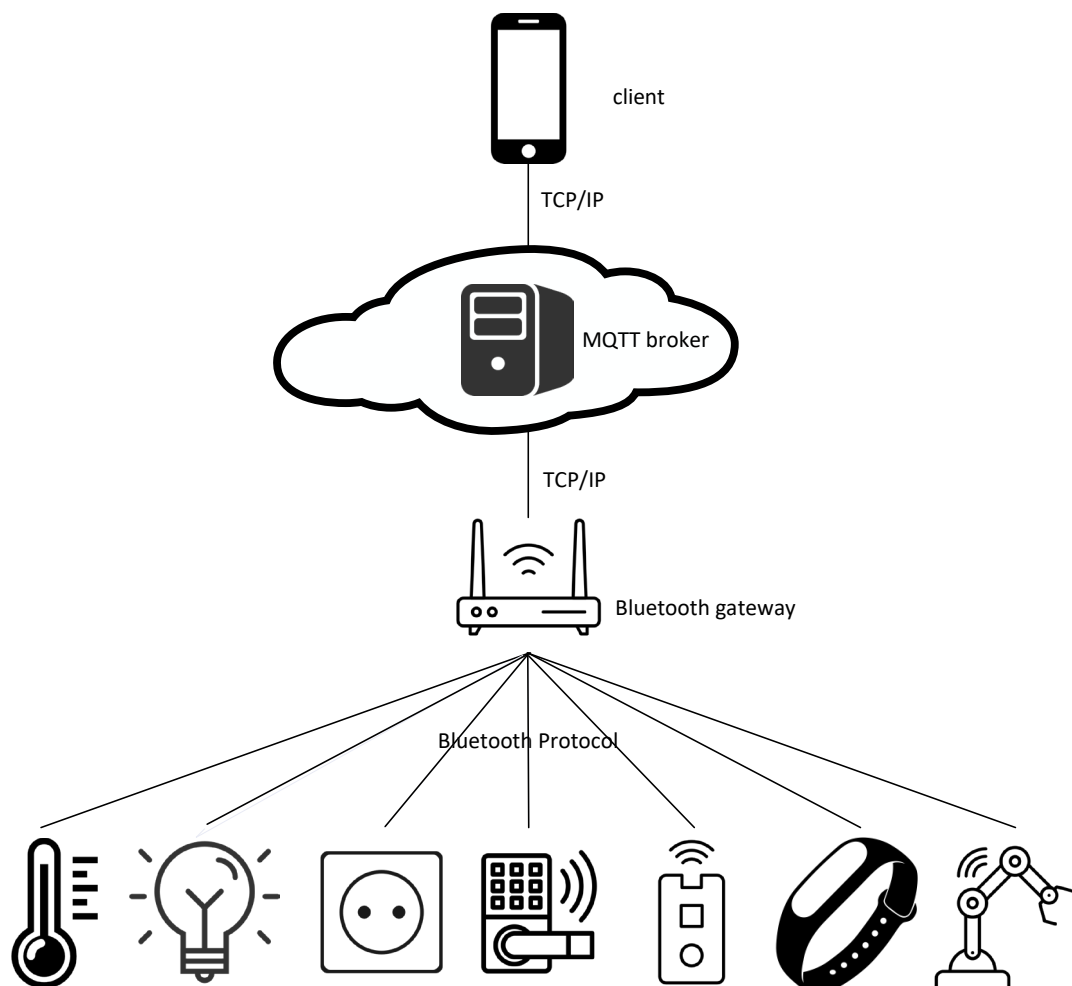 client
TCP/IP
MQTT broker
TCP/IP
Bluetooth gateway
Bluetooth Protocol